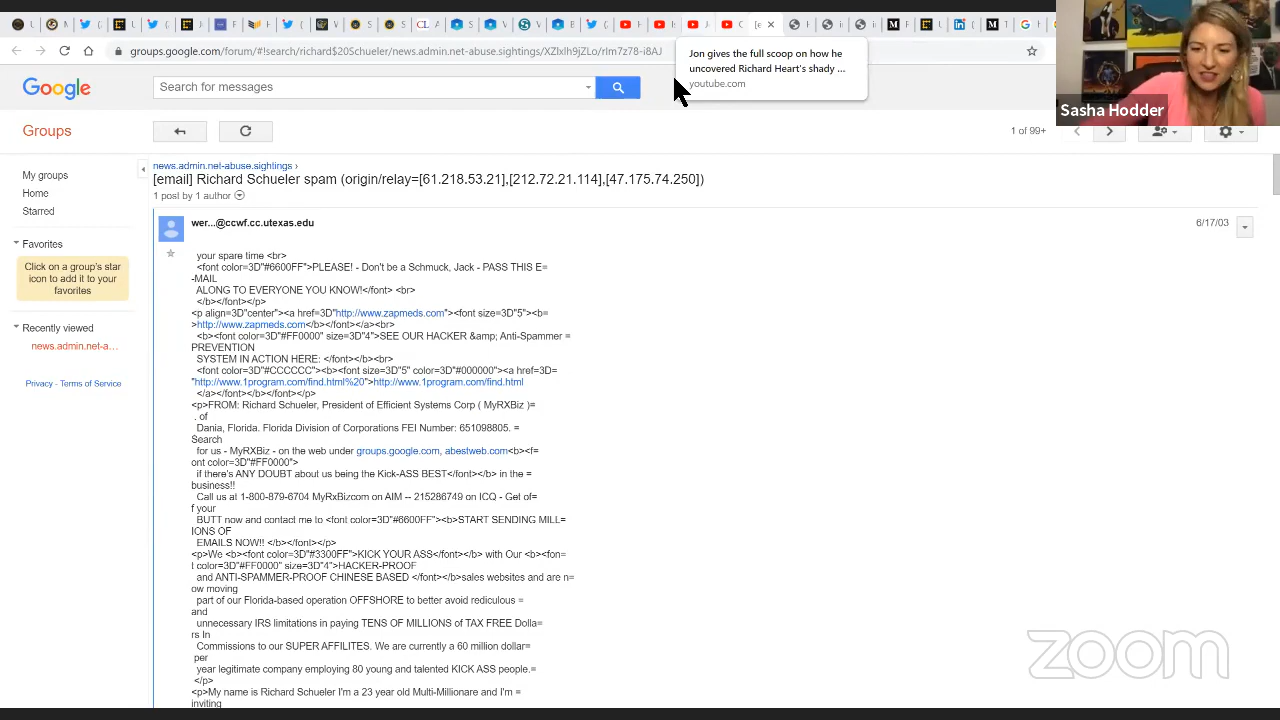 groups.google.com/forum/#!search/richard$20Schueler/news.admin.net-abuse.sightings/XZlxlh9jZLo/rIm7z78-i8AJ
Jon gives the full scoop on how he
uncovered Richard Heart's shady ...
youtube.com
Sasha Hodder
Google
Search for messages
Groups
1 of 99+
My groups
Home
Starred
Favorites
Click on a group's star
icon to add it to your
favorites
Recently viewed
news.admin.net-a...
Privacy - Terms of Service
news.admin.net-abuse.sightings ›
[email] Richard Schueler spam (origin/relay=[61.218.53.21],[212.72.21.114],[47.175.74.250])
1 post by 1 author
wer...@ccwf.cc.utexas.edu
6/17/03
your spare time <br>
<font color=3D"#6600FF">PLEASE! - Don't be a Schmuck, Jack - PASS THIS E=
-MAIL
ALONG TO EVERYONE YOU KNOW!</font> <br>
</b></font></p>
<p align=3D"center"><a href=3D"http://www.zapmeds.com"><font size=3D"5"><b=
>http://www.zapmeds.com</b></font></a><br>
<b><font color=3D"#FF0000" size=3D"4">SEE OUR HACKER &amp; Anti-Spammer =
PREVENTION
SYSTEM IN ACTION HERE: </font></b><br>
<font color=3D"#CCCCCC"><b><font size=3D"5" color=3D"#000000"><a href=3D=
"http://www.1program.com/find.html%20">http://www.1program.com/find.html
</a></font></b></font></p>
<p>FROM: Richard Schueler, President of Efficient Systems Corp ( MyRXBiz )=
. of
Dania, Florida. Florida Division of Corporations FEI Number: 651098805. =
Search
for us - MyRXBiz - on the web under groups.google.com, abestweb.com<b><f=
ont color=3D"#FF0000">
if there's ANY DOUBT about us being the Kick-ASS BEST</font></b> in the =
business!!
Call us at 1-800-879-6704 MyRxBizcom on AIM -- 215286749 on ICQ - Get of=
f your
BUTT now and contact me to <font color=3D"#6600FF"><b>START SENDING MILL=
IONS OF
EMAILS NOW!! </b></font></p>
<p>We <b><font color=3D"#3300FF">KICK YOUR ASS</font></b> with Our <b><fon=
t color=3D"#FF0000" size=3D"4">HACKER-PROOF
and ANTI-SPAMMER-PROOF CHINESE BASED </font></b>sales websites and are n=
ow moving
part of our Florida-based operation OFFSHORE to better avoid rediculous =
and
unnecessary IRS limitations in paying TENS OF MILLIONS of TAX FREE Dolla=
rs In
Commissions to our SUPER AFFILITES. We are currently a 60 million dollar=
per
year legitimate company employing 80 young and talented KICK ASS people.=
</p>
<p>My name is Richard Schueler I'm a 23 year old Multi-Millionare and I'm =
inviting
zoom